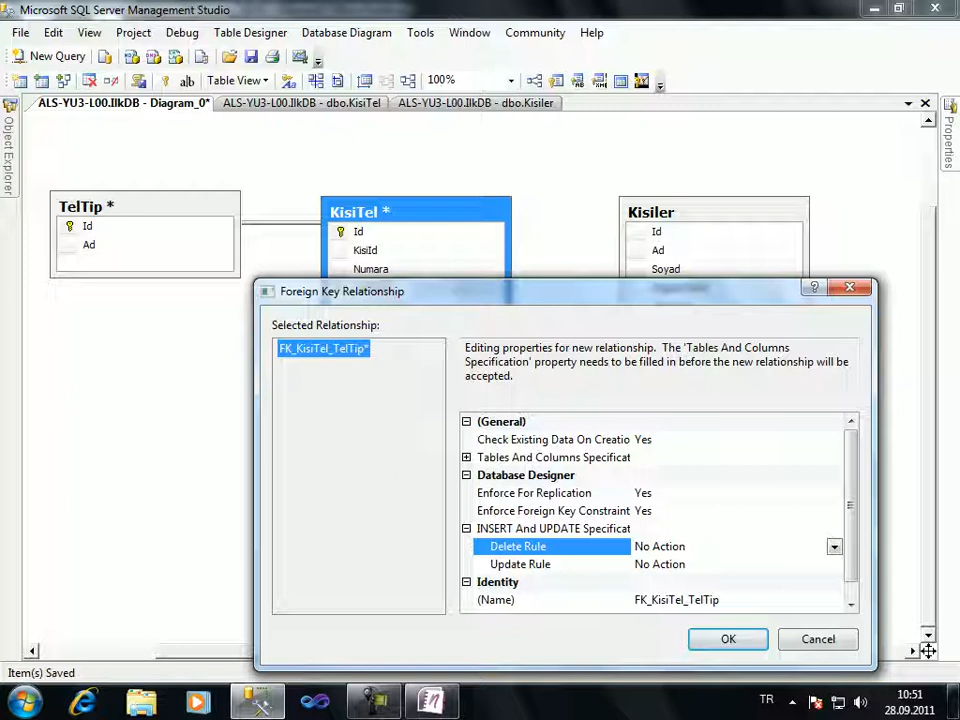 Microsoft SQL Server Management Studio
File Edit View Project Debug Table Designer Database Diagram Tools Window Community Help
New Query
Table View 100%
ALS-YU3-L00.IlkDB - Diagram_0* ALS-YU3-L00.IlkDB - dbo.KisiTel ALS-YU3-L00.IlkDB - dbo.Kisiler
Object Explorer
Properties
TelTip *
Id
Ad
KisiTel *
Id
KisiId
Numara
Kisiler
Id
Ad
Soyad
Foreign Key Relationship
Selected Relationship:
FK_KisiTel_TelTip*
Editing properties for new relationship. The 'Tables And Columns
Specification' property needs to be filled in before the new relationship will be
accepted.
(General)
Check Existing Data On Creatio Yes
Tables And Columns Specificat
Database Designer
Enforce For Replication Yes
Enforce Foreign Key Constraint Yes
INSERT And UPDATE Specificat
Delete Rule No Action
Update Rule No Action
Identity
(Name) FK_KisiTel_TelTip
OK Cancel
Item(s) Saved
TR
10:51
28.09.2011